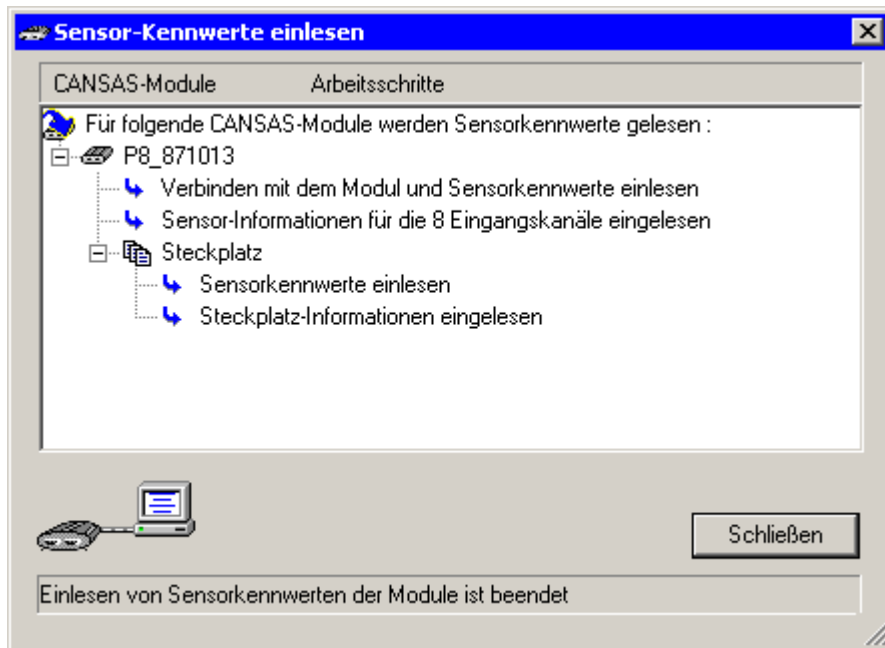 Sensor-Kennwerte einlesen
CANSAS-Module Arbeitsschritte
Für folgende CANSAS-Module werden Sensorkennwerte gelesen :
P8_871013
Verbinden mit dem Modul und Sensorkennwerte einlesen
Sensor-Informationen für die 8 Eingangskanäle eingelesen
Steckplatz
Sensorkennwerte einlesen
Steckplatz-Informationen eingelesen
Schließen
Einlesen von Sensorkennwerten der Module ist beendet